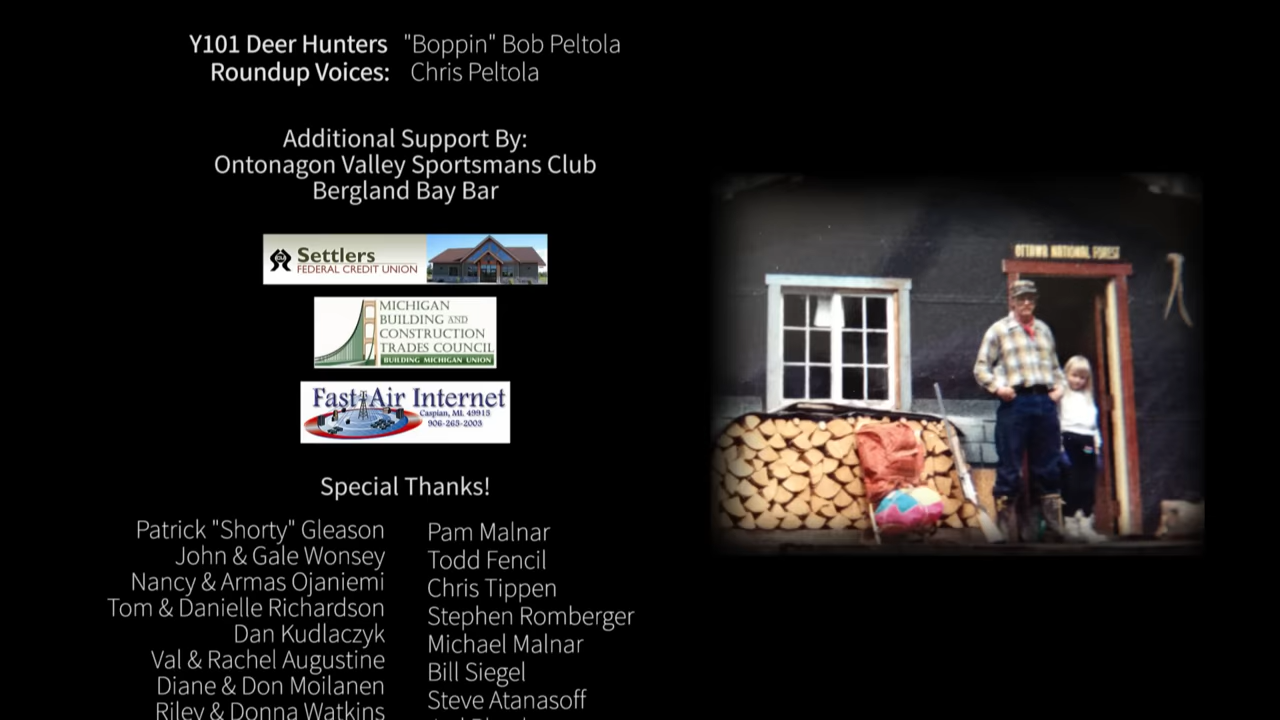 Y101 Deer Hunters "Boppin" Bob Peltola
Roundup Voices: Chris Peltola
Additional Support By:
Ontonagon Valley Sportsmans Club
Bergland Bay Bar
Settlers
FEDERAL CREDIT UNION
MICHIGAN
BUILDING AND
CONSTRUCTION
TRADES COUNCIL
BUILDING MICHIGAN UNION
Fast Air Internet
Caspian, MI. 49915
906-265-2003
Special Thanks!
Patrick "Shorty" Gleason
John & Gale Wonsey
Nancy & Armas Ojaniemi
Tom & Danielle Richardson
Dan Kudlaczyk
Val & Rachel Augustine
Diane & Don Moilanen
Riley & Donna Watkins
Pam Malnar
Todd Fencil
Chris Tippen
Stephen Romberger
Michael Malnar
Bill Siegel
Steve Atanasoff
OTTAWA NATIONAL FOREST